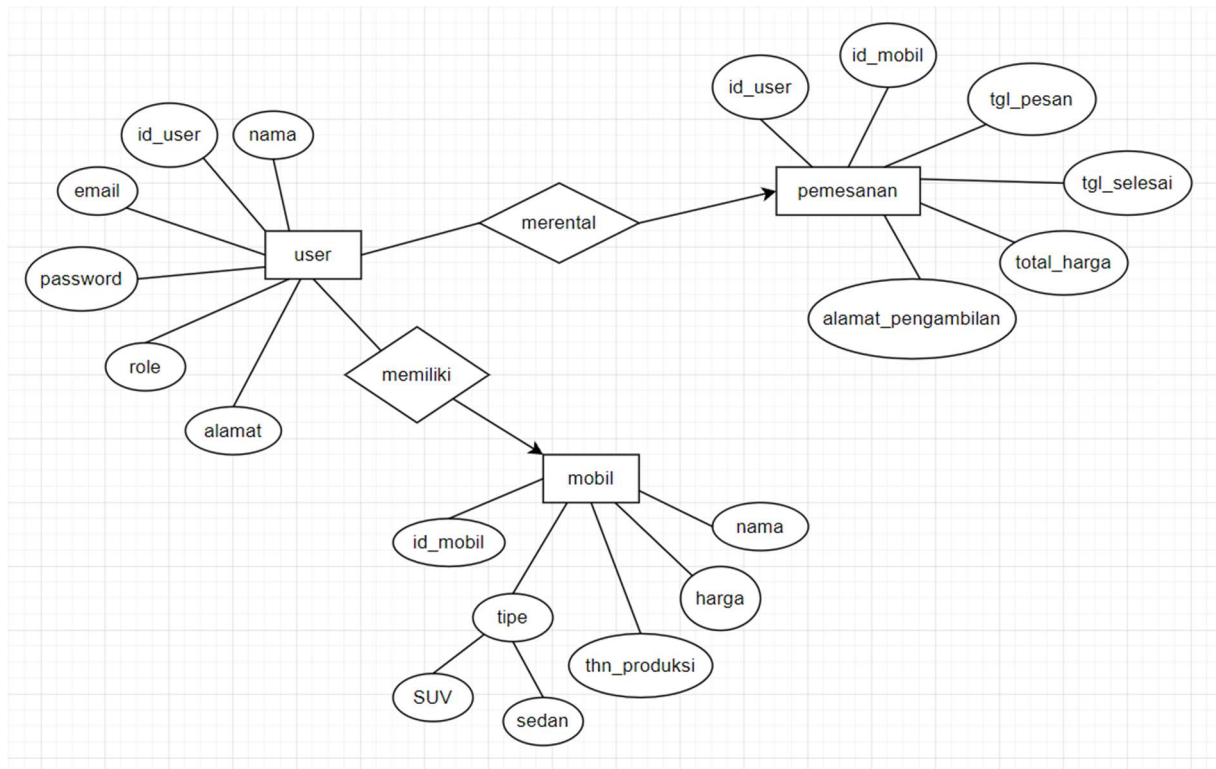 id_mobil
id_user
tgl_pesan
id_user
nama
email
pemesanan
tgl_selesai
merental
user
password
total_harga
alamat_pengambilan
role
memiliki
alamat
mobil
nama
id_mobil
harga
tipe
thn_produksi
SUV
sedan